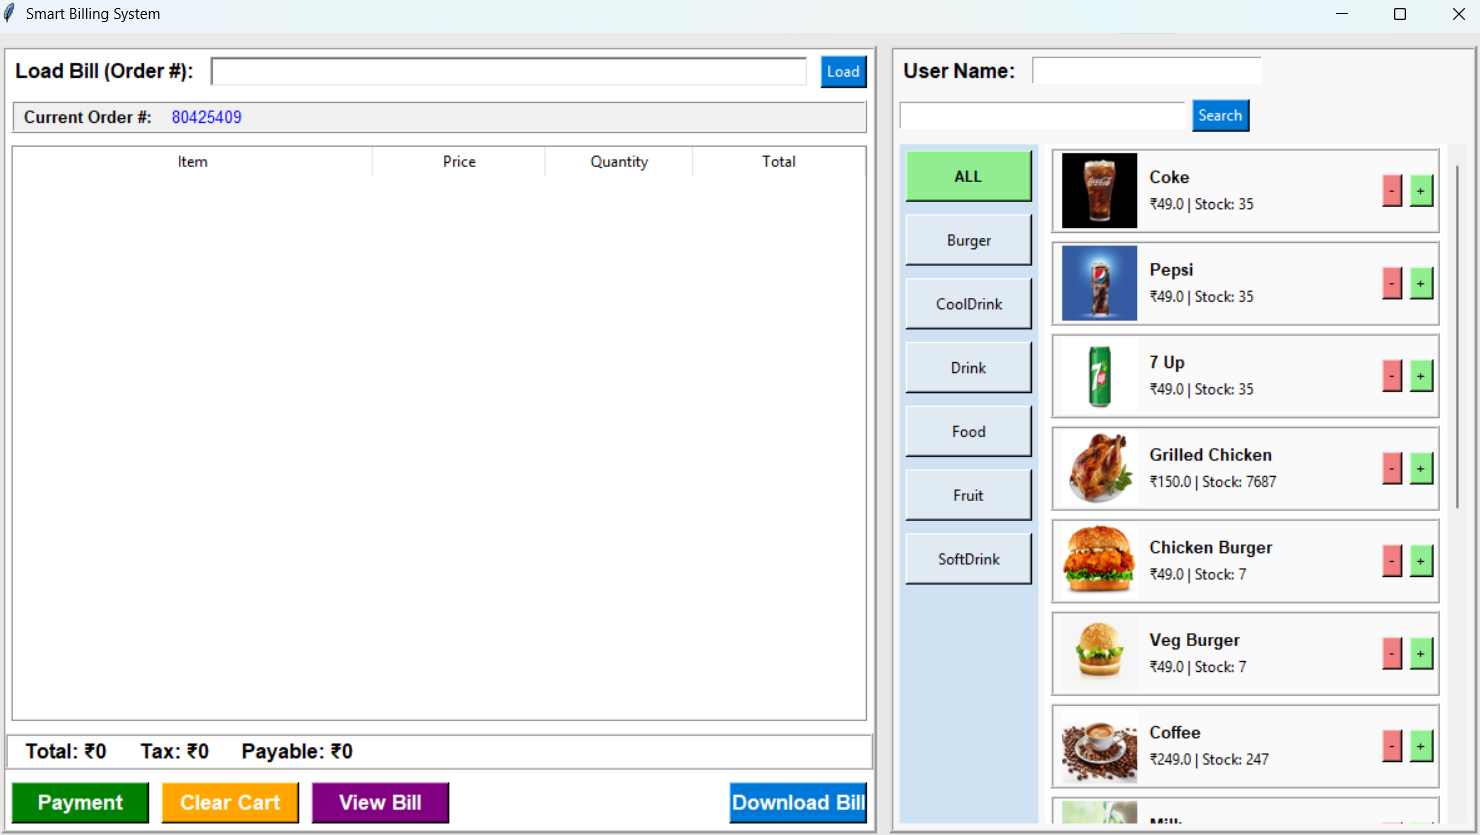 Smart Billing System
Load Bill (Order #):
Load
Current Order #: 80425409
Item Price Quantity Total
Total: ₹0 Tax: ₹0 Payable: ₹0
Payment
Clear Cart
View Bill
Download Bill
User Name:
Search
ALL
Burger
CoolDrink
Drink
Food
Fruit
SoftDrink
Coca-Cola
Coke
₹49.0 | Stock: 35
- +
Pepsi
₹49.0 | Stock: 35
- +
7
7 Up
₹49.0 | Stock: 35
- +
Grilled Chicken
₹150.0 | Stock: 7687
- +
Chicken Burger
₹49.0 | Stock: 7
- +
Veg Burger
₹49.0 | Stock: 7
- +
Coffee
₹249.0 | Stock: 247
- +
Milk